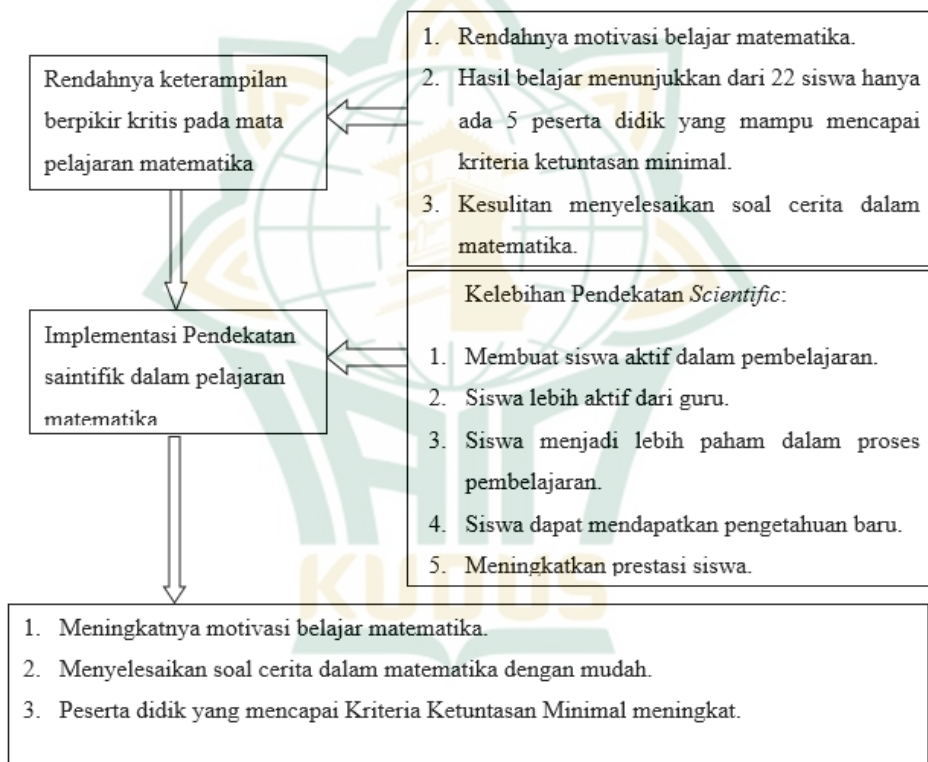 Rendahnya keterampilan
berpikir kritis pada mata
pelajaran matematika
1. Rendahnya motivasi belajar matematika.
2. Hasil belajar menunjukkan dari 22 siswa hanya
ada 5 peserta didik yang mampu mencapai
kriteria ketuntasan minimal.
3. Kesulitan menyelesaikan soal cerita dalam
matematika.
Implementasi Pendekatan
saintifik dalam pelajaran
matematika
Kelebihan Pendekatan Scientific:
1. Membuat siswa aktif dalam pembelajaran.
2. Siswa lebih aktif dari guru.
3. Siswa menjadi lebih paham dalam proses
pembelajaran.
4. Siswa dapat mendapatkan pengetahuan baru.
5. Meningkatkan prestasi siswa.
KUDUS
1. Meningkatnya motivasi belajar matematika.
2. Menyelesaikan soal cerita dalam matematika dengan mudah.
3. Peserta didik yang mencapai Kriteria Ketuntasan Minimal meningkat.